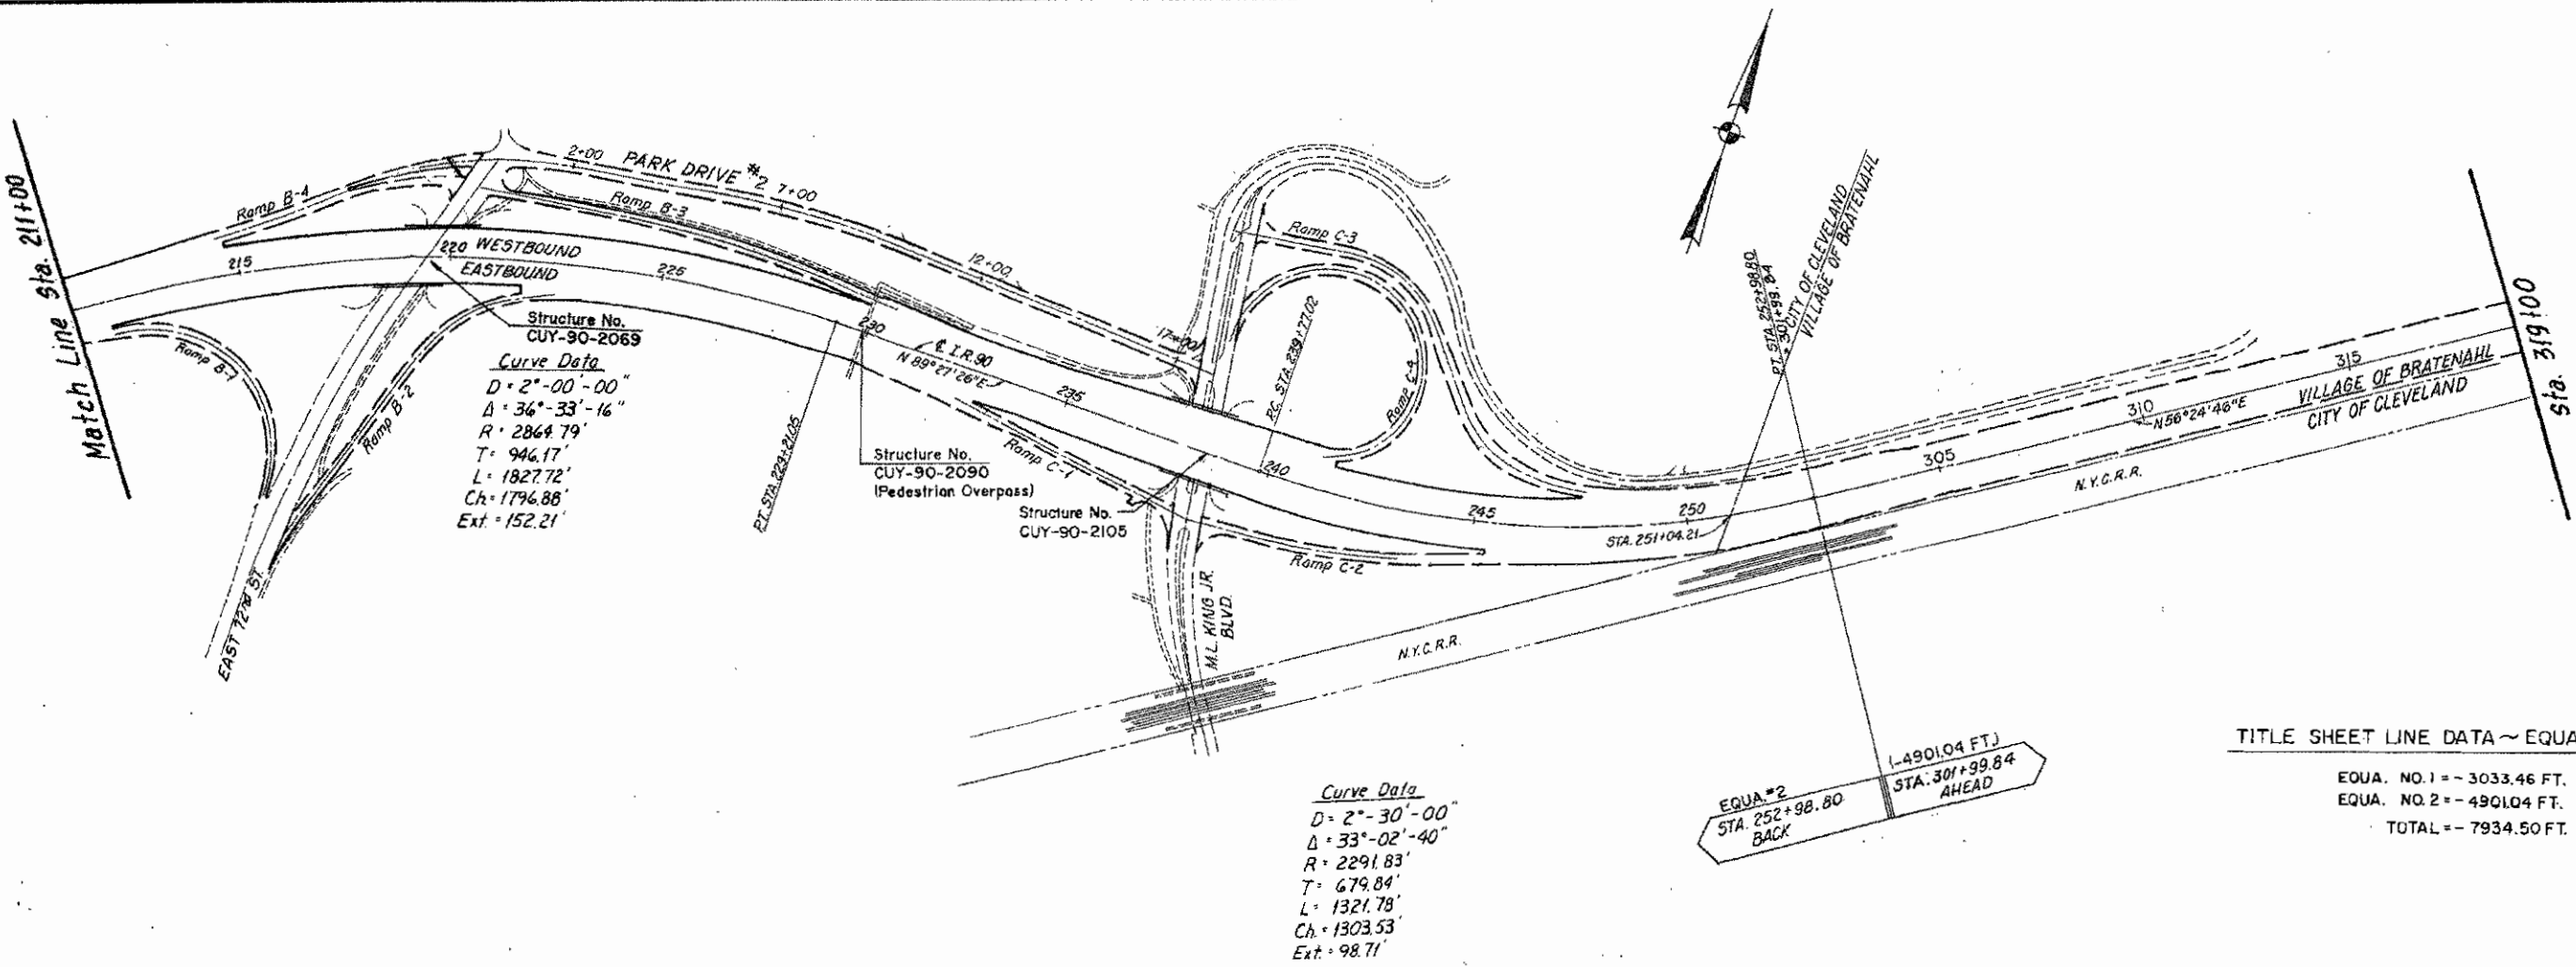 Match Line Sta. 211+00
Ramp B-4
2+00 PARK DRIVE #2 7+00
Ramp B-3
12+00
17+00
215
220 WESTBOUND
EASTBOUND
225
230
Ramp B-1
Ramp B-2
EAST 72nd ST.
Structure No.
CUY-90-2069
Curve Data
D = 2°-00'-00"
Δ = 36°-33'-16"
R = 2864.79'
T = 946.17'
L = 1827.72'
Ch = 1796.88'
Ext. = 152.21'
P.T. STA. 229+21.05
℄ I.R. 90
N 89°27'26"E
235
Structure No.
CUY-90-2090
(Pedestrian Overpass)
Ramp C-1
Structure No.
CUY-90-2105
P.C. STA. 239+77.02
240
Ramp C-3
Ramp C-4
Ramp C-2
M.L. KING JR.
BLVD.
245
250
STA. 251+04.21
N.Y.C.R.R.
N.Y.C.R.R.
P.T. STA. 252+98.80
= 301+99.84
CITY OF CLEVELAND
VILLAGE OF BRATENAHL
305
310
N 56°24'46"E
315
VILLAGE OF BRATENAHL
CITY OF CLEVELAND
Sta. 319+00
Curve Data
D = 2°-30'-00"
Δ = 33°-02'-40"
R = 2291.83'
T = 679.84'
L = 1321.78'
Ch = 1303.53'
Ext. = 98.71'
EQUA. #2
STA. 252+98.80
BACK
(-4901.04 FT.)
STA. 301+99.84
AHEAD
TITLE SHEET LINE DATA ~ EQUA
EQUA. NO. 1 = - 3033.46 FT.
EQUA. NO. 2 = - 4901.04 FT.
TOTAL = - 7934.50 FT.